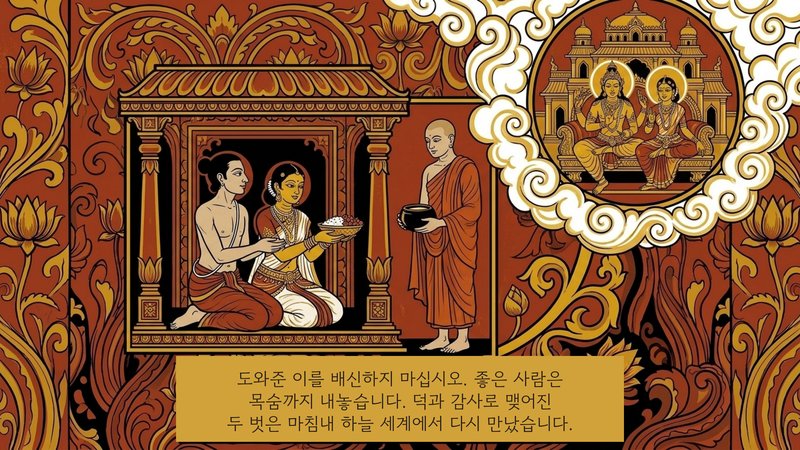 도와준 이를 배신하지 마십시오. 좋은 사람은
목숨까지 내놓습니다. 덕과 감사로 맺어진
두 벗은 마침내 하늘 세계에서 다시 만났습니다.